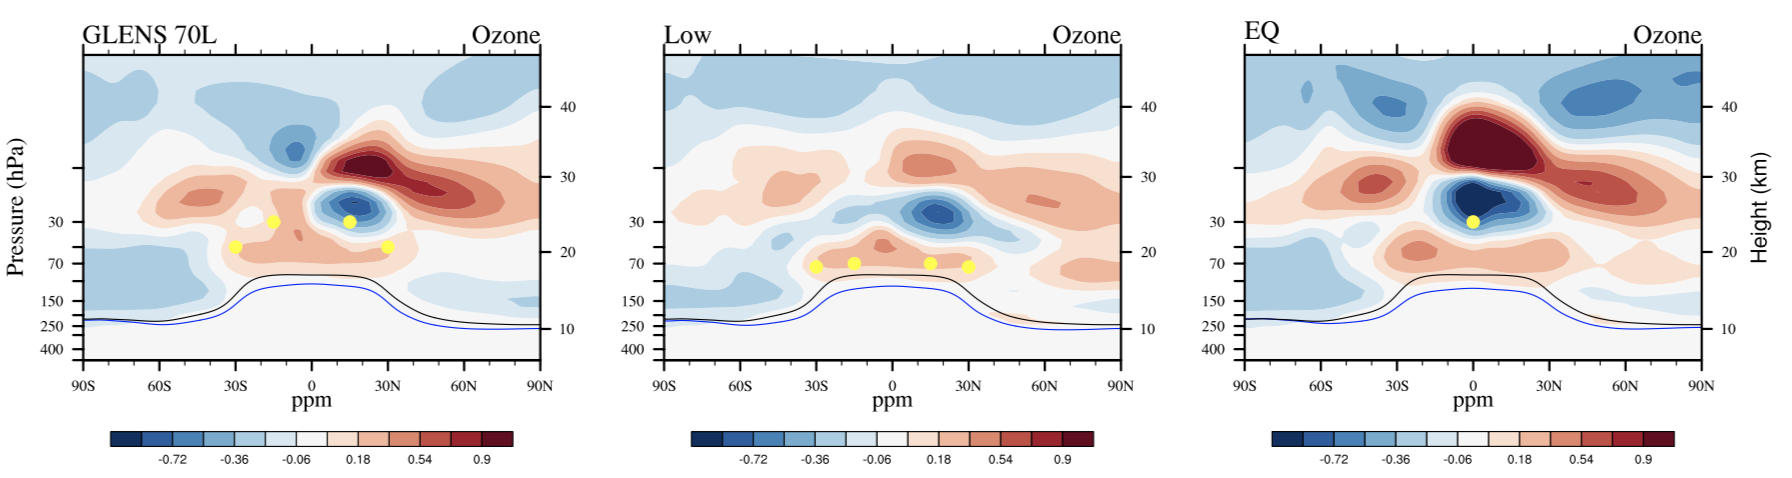 GLENS 70L Ozone
Low Ozone
EQ Ozone
Pressure (hPa)
30
70
150
250
400
40
30
20
10
90S 60S 30S 0 30N 60N 90N
ppm
-0.72 -0.36 -0.06 0.18 0.54 0.9
30
70
150
250
400
40
30
20
10
90S 60S 30S 0 30N 60N 90N
ppm
-0.72 -0.36 -0.06 0.18 0.54 0.9
30
70
150
250
400
40
30
20
10
Height (km)
90S 60S 30S 0 30N 60N 90N
ppm
-0.72 -0.36 -0.06 0.18 0.54 0.9